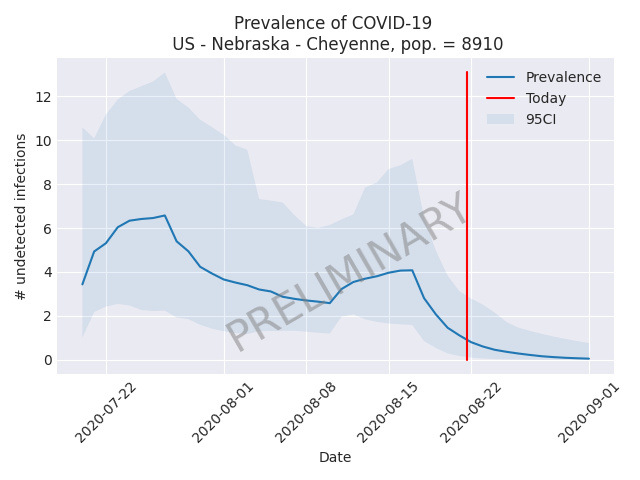 Prevalence of COVID-19
US - Nebraska - Cheyenne, pop. = 8910
# undetected infections
12
10
8
6
4
2
0
Prevalence
Today
95CI
PRELIMINARY
2020-07-22
2020-08-01
2020-08-08
2020-08-15
2020-08-22
2020-09-01
Date